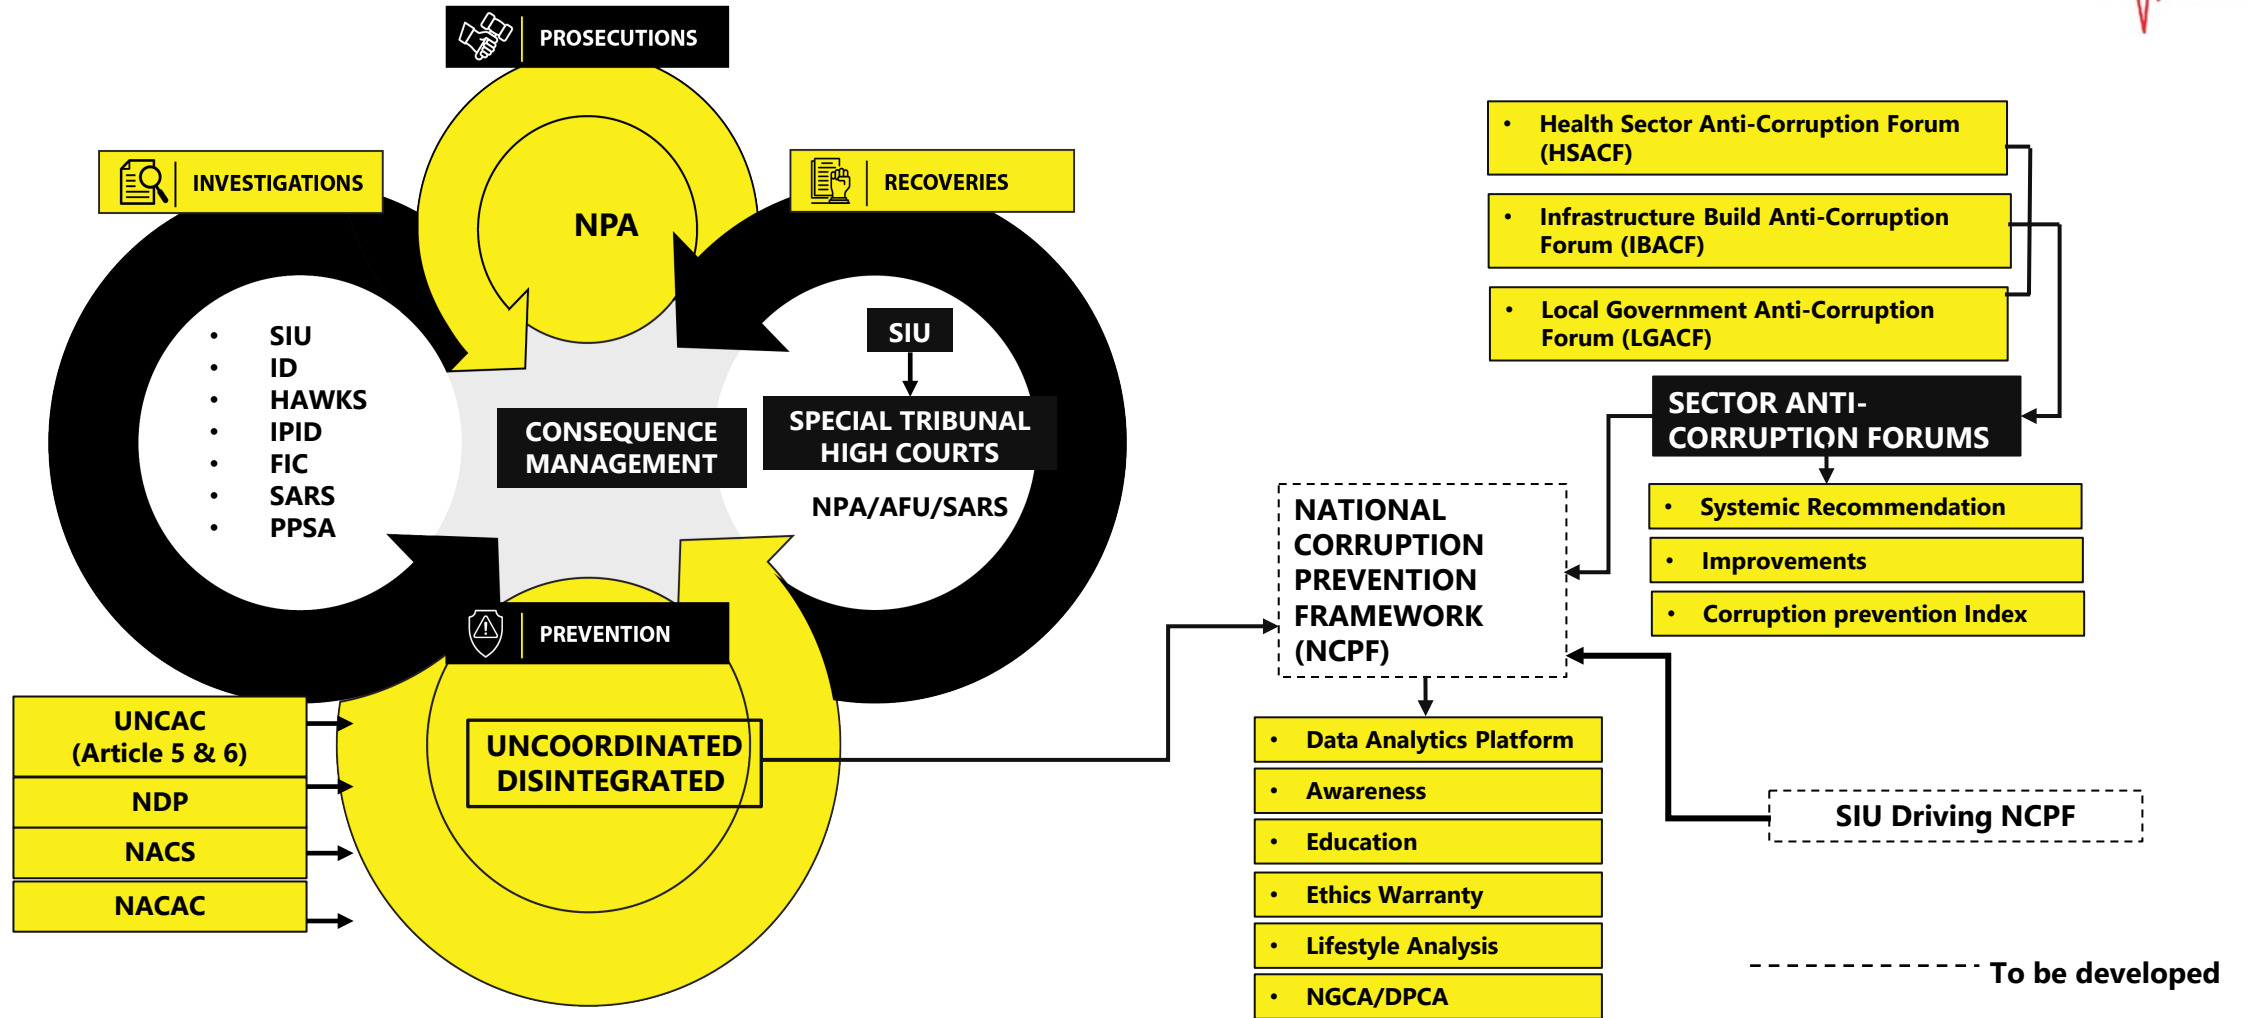 PROSECUTIONS
NPA
INVESTIGATIONS
• SIU
• ID
• HAWKS
• IPID
• FIC
• SARS
• PPSA
RECOVERIES
SIU
SPECIAL TRIBUNAL
HIGH COURTS
NPA/AFU/SARS
CONSEQUENCE
MANAGEMENT
PREVENTION
UNCOORDINATED
DISINTEGRATED
UNCAC
(Article 5 & 6)
NDP
NACS
NACAC
• Health Sector Anti-Corruption Forum
(HSACF)
• Infrastructure Build Anti-Corruption
Forum (IBACF)
• Local Government Anti-Corruption
Forum (LGACF)
SECTOR ANTI-
CORRUPTION FORUMS
• Systemic Recommendation
• Improvements
• Corruption prevention Index
NATIONAL
CORRUPTION
PREVENTION
FRAMEWORK
(NCPF)
• Data Analytics Platform
• Awareness
• Education
• Ethics Warranty
• Lifestyle Analysis
• NGCA/DPCA
SIU Driving NCPF
To be developed